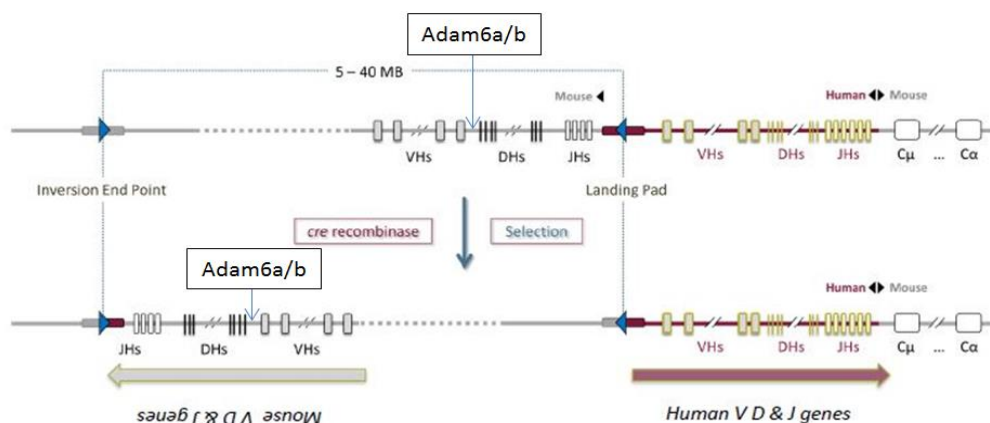 Adam6a/b
5 – 40 MB
Mouse
Human Mouse
VHs DHs JHs VHs DHs JHs Cμ ... Cα
Inversion End Point Landing Pad
cre recombinase Selection
Adam6a/b
Human Mouse
JHs DHs VHs VHs DHs JHs Cμ ... Cα
Mouse V D & J genes Human V D & J genes